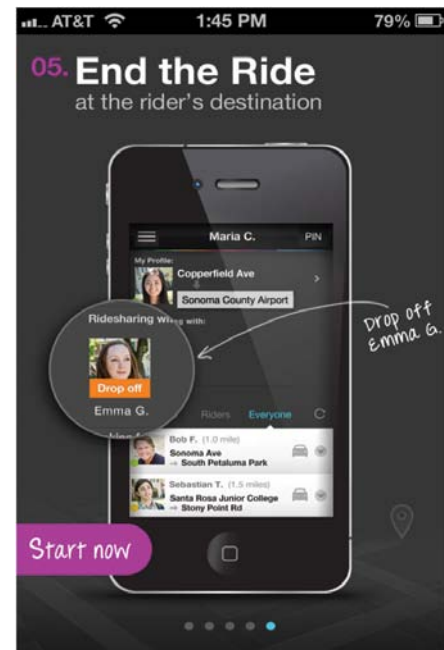 AT&T 1:45 PM 79%
05. End the Ride
at the rider's destination
Maria C. PIN
My Profile:
Copperfield Ave
Sonoma County Airport
Ridesharing wi
ng with:
Drop off
Emma G.
Drop off
Emma G.
Riders Everyone
Bob F. (1.0 mile)
Sonoma Ave
→ South Petaluma Park
Sebastian T. (1.5 miles)
Santa Rosa Junior College
→ Stony Point Rd
Start now